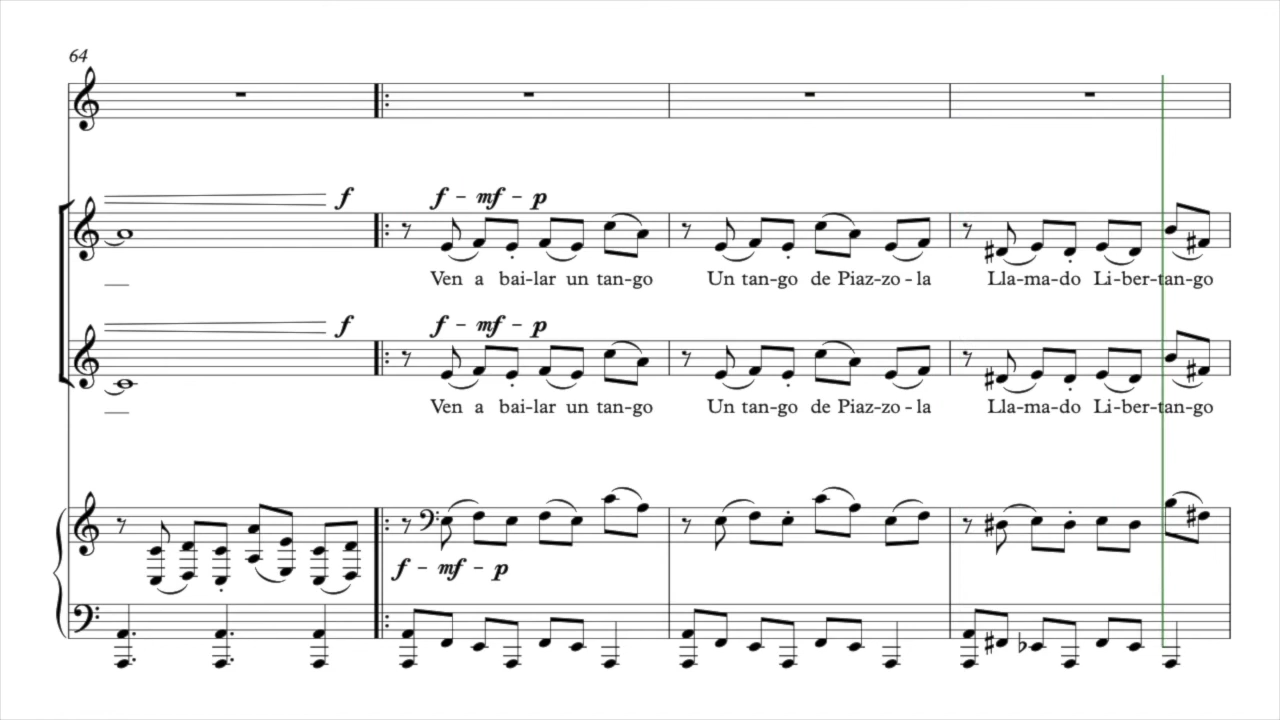 64
f f – mf – p
Ven a bai-lar un tan-go Un tan-go de Piaz-zo-la Lla-ma-do Li-ber-tan-go
f f – mf – p
Ven a bai-lar un tan-go Un tan-go de Piaz-zo-la Lla-ma-do Li-ber-tan-go
f – mf – p